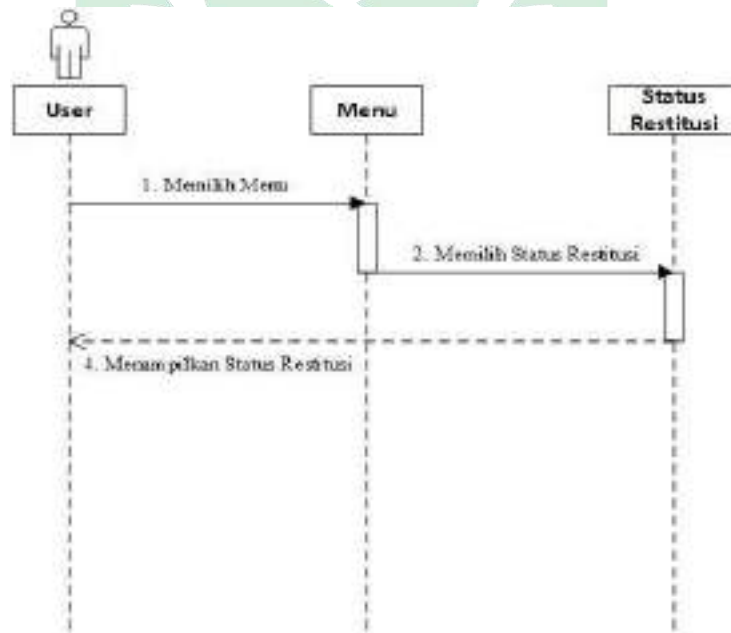 User
Menu
Status
Restitusi
1. Memilih Menu
2. Memilih Status Restitusi
4. Menampilkan Status Restitusi